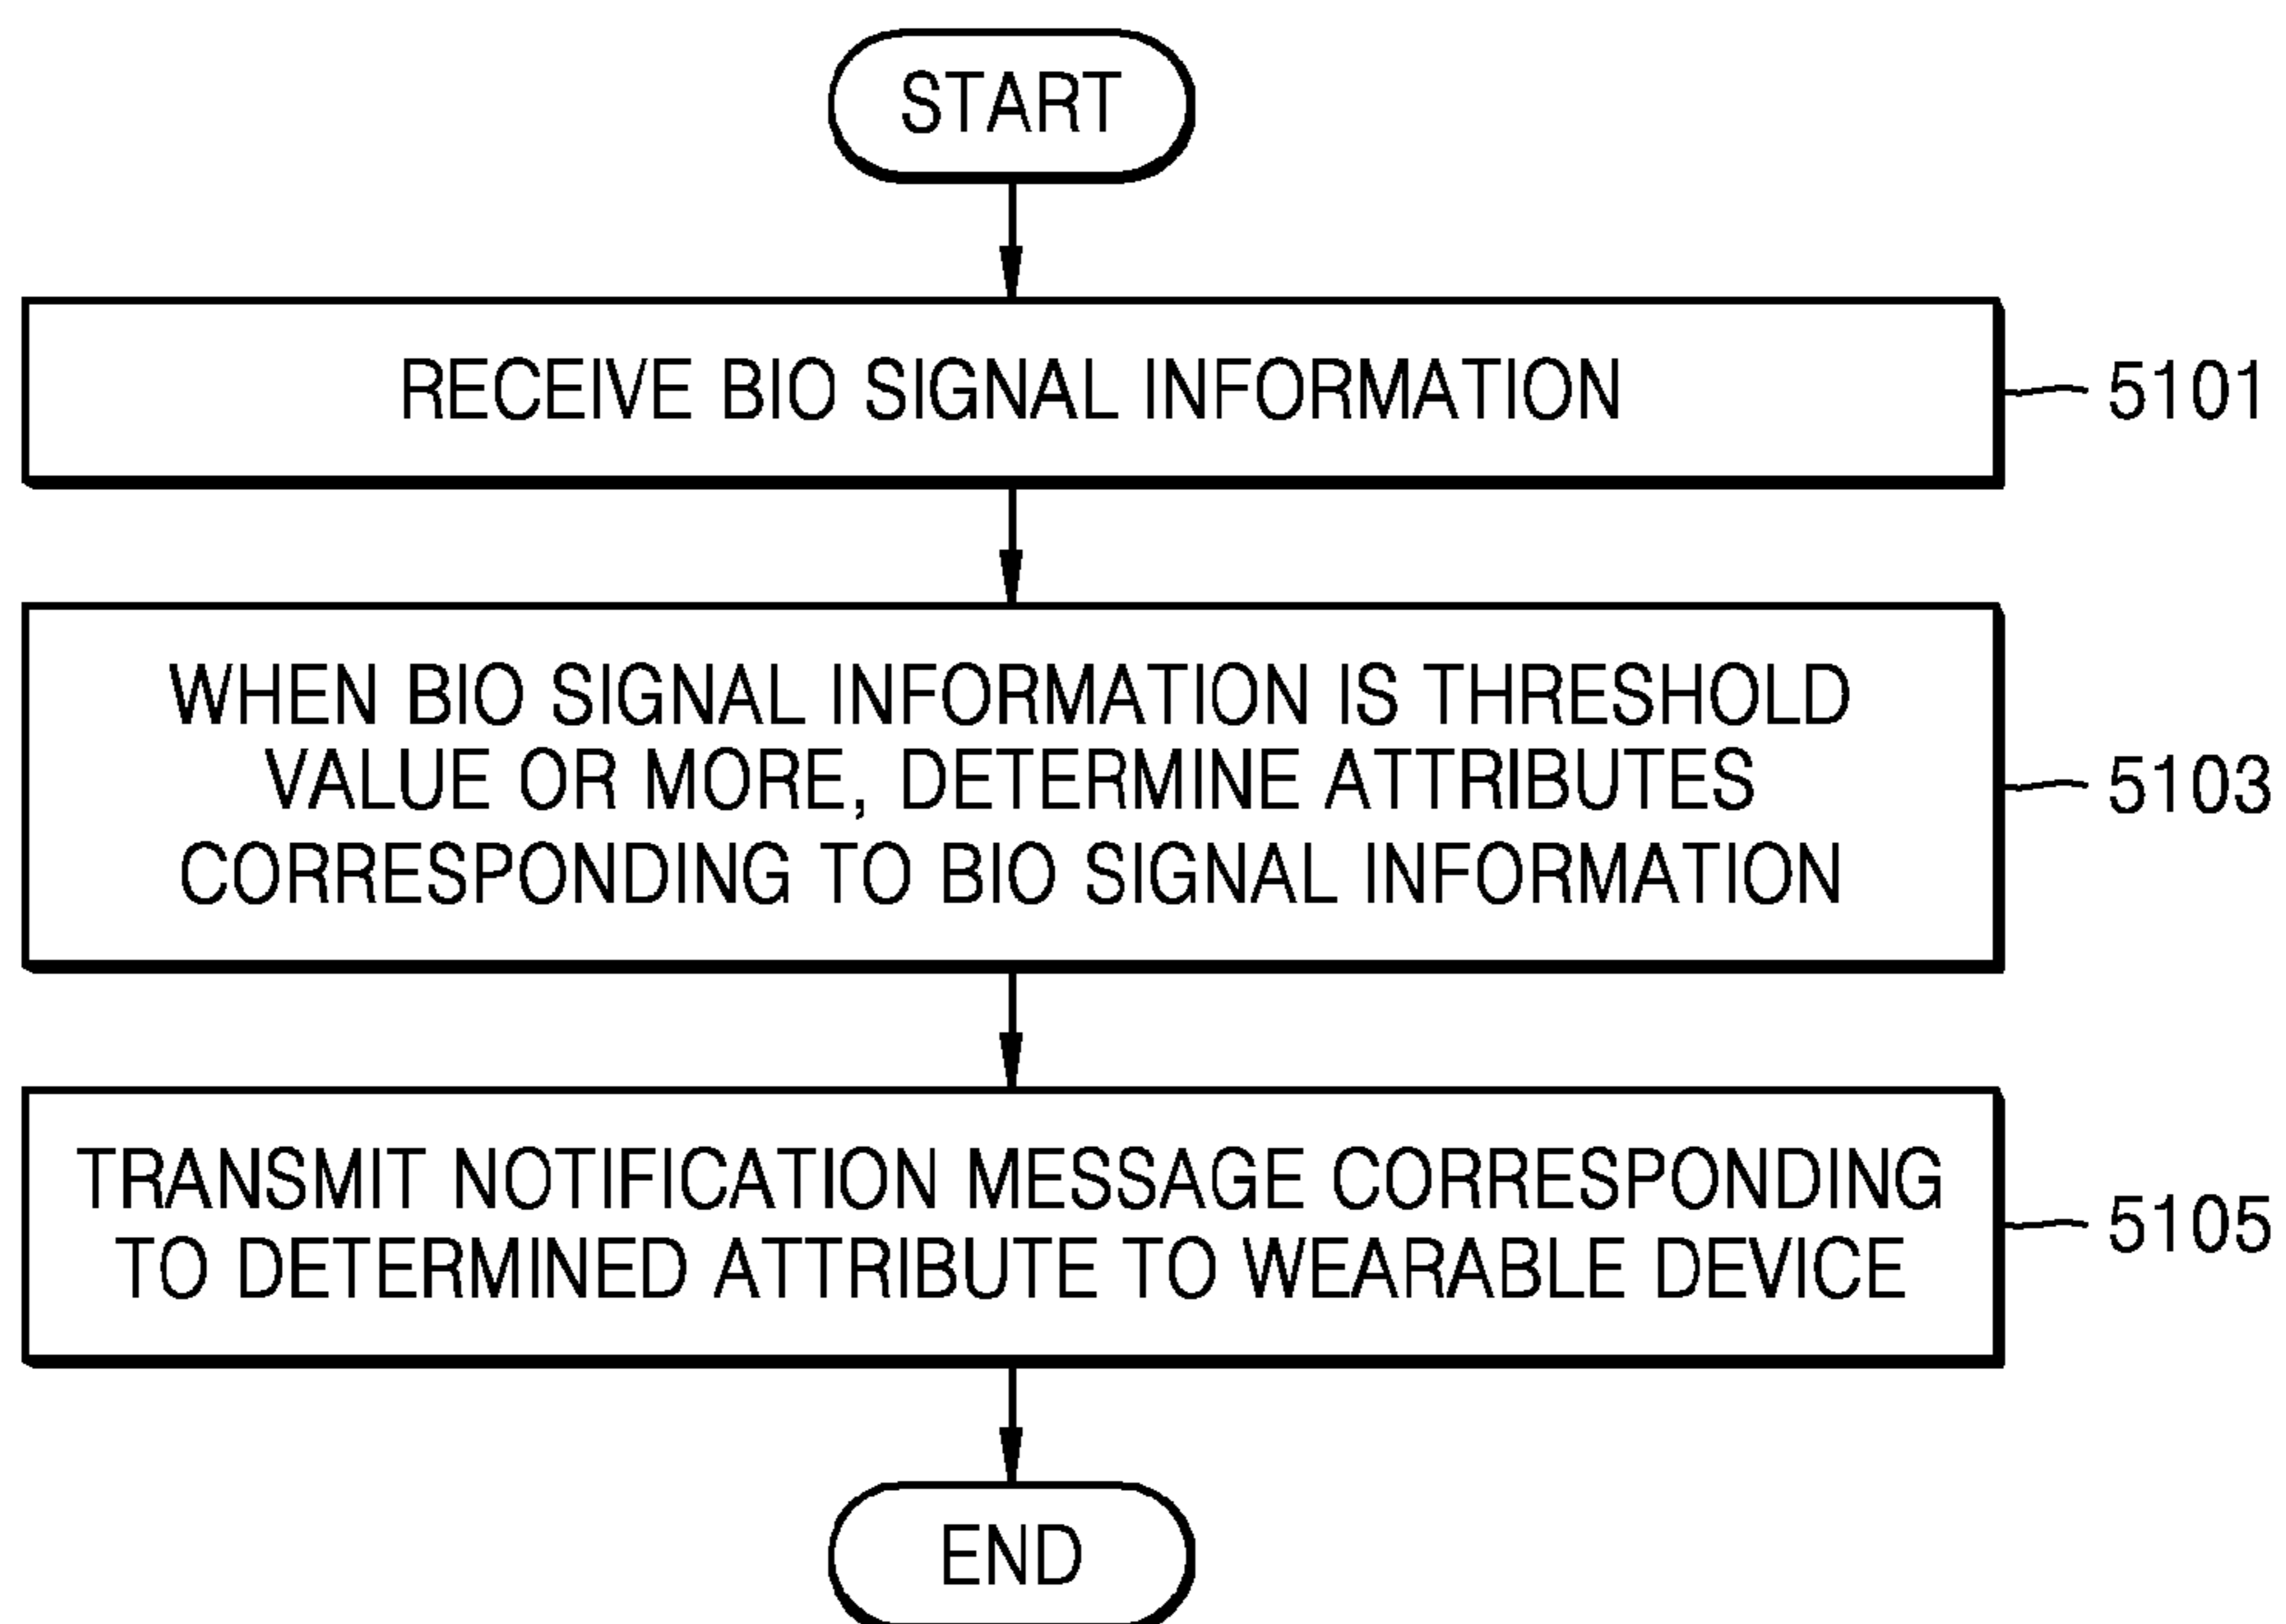 START
RECEIVE BIO SIGNAL INFORMATION
5101
WHEN BIO SIGNAL INFORMATION IS THRESHOLD
VALUE OR MORE, DETERMINE ATTRIBUTES
CORRESPONDING TO BIO SIGNAL INFORMATION
5103
TRANSMIT NOTIFICATION MESSAGE CORRESPONDING
TO DETERMINED ATTRIBUTE TO WEARABLE DEVICE
5105
END